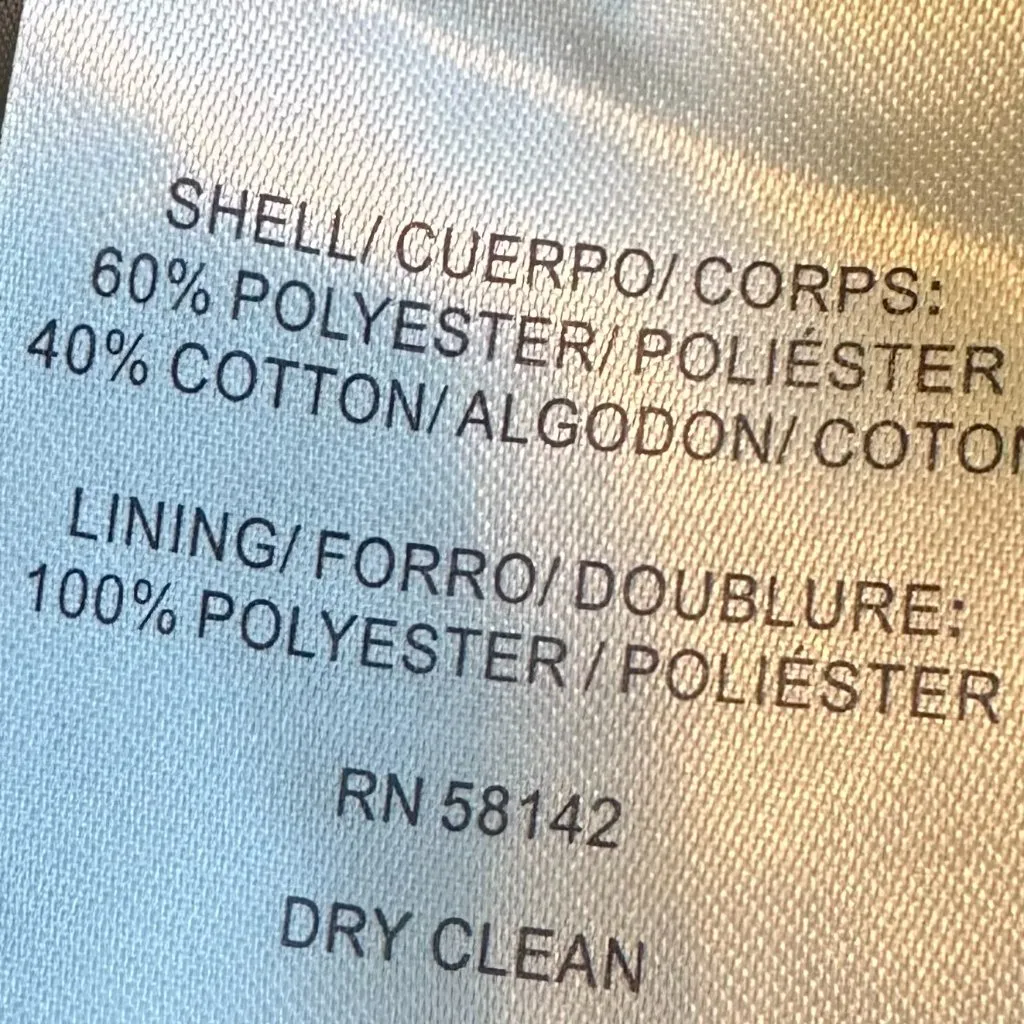 SHELL/ CUERPO/ CORPS:
60% POLYESTER/ POLIÉSTER
40% COTTON/ ALGODON/ COTON
LINING/ FORRO/ DOUBLURE:
100% POLYESTER / POLIÉSTER
RN 58142
DRY CLEAN